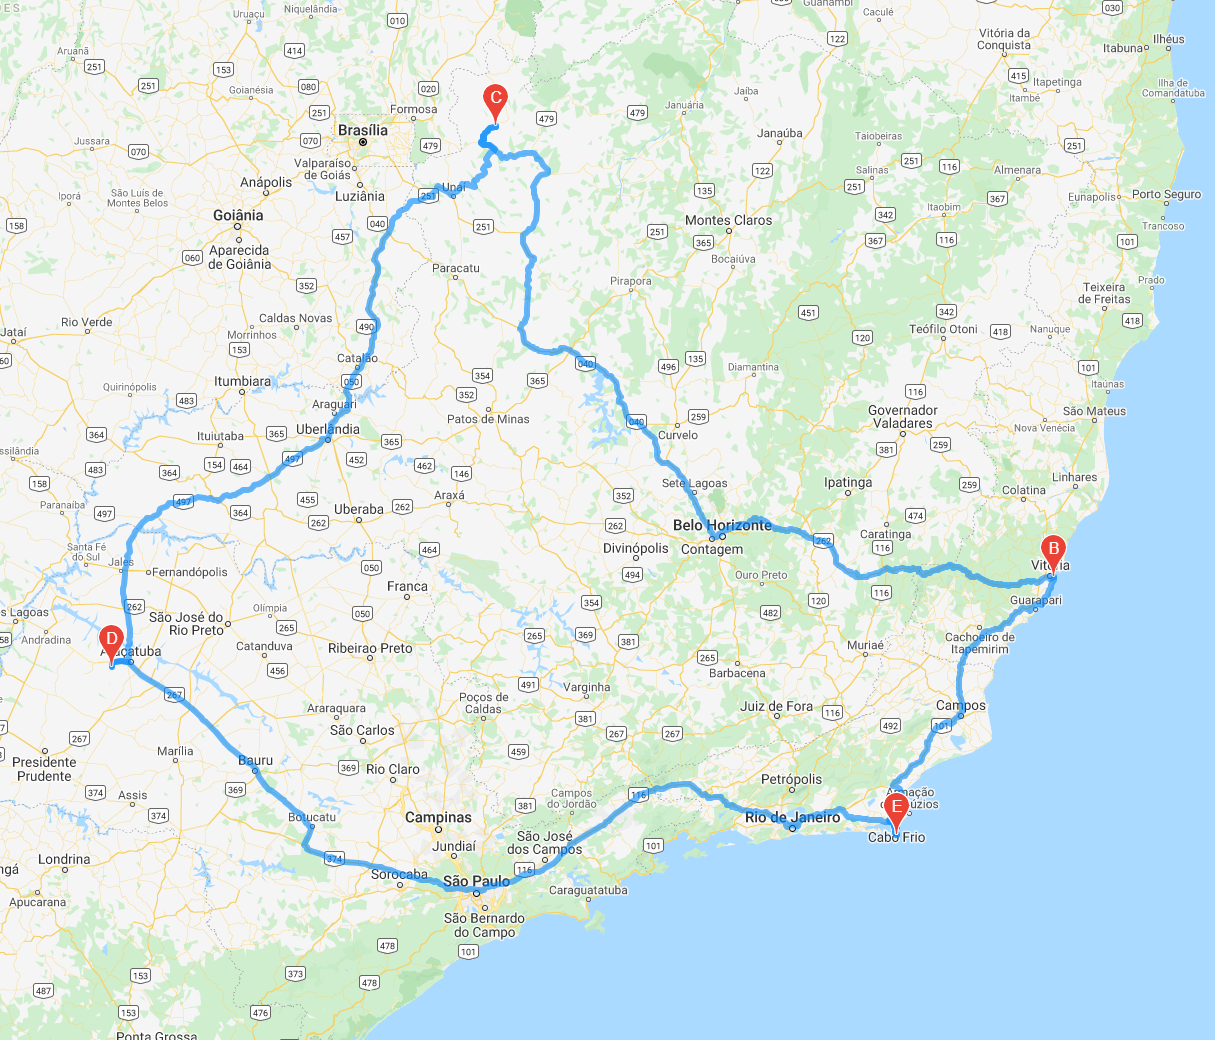 ES
Uruaçu
Niquelândia
010
Guanambi
122
Caculé
030
Ilhéus
Itabuna
Vitória da
Conquista
Aruanã
251
153
414
251
Goianésia
080
020
Formosa
251
C
479
Januária
479
Jaíba
415
Itapetinga
Itambé
Ilha de
Comandatuba
Brasília
070
479
Jussara
070
Valparaíso
de Goiás
Luziânia
Anápolis
Janaúba
122
Taiobeiras
251
116
251
Salinas
Almenara
251
Unaí
251
Iporá
São Luís de
Montes Belos
158
Goiânia
Aparecida
de Goiânia
060
040
457
251
135
Montes Claros
251
365
342
Itaobim
367
116
367
Eunapolis
Porto Seguro
Trancoso
101
Paracatu
Bocaiúva
Pirapora
352
Prado
Teixeira
de Freitas
418
Jataí
Rio Verde
Caldas Novas
Morrinhos
153
490
451
120
342
Teófilo Otoni
418
Nanuque
060
Catalão
050
040
496
135
Diamantina
101
Itaúnas
Quirinópolis
Itumbiara
483
354
352
365
Patos de Minas
116
São Mateus
Araguari
Uberlândia
040
259
Curvelo
Governador
Valadares
381
259
Nova Venécia
364
Ituiutaba
365
365
452
497
154
464
364
462
146
483
158
Sete Lagoas
Ipatinga
259
Linhares
Colatina
Paranaíba
497
497
364
455
262
Uberaba
262
Araxá
352
262
Belo Horizonte
Contagem
Divinópolis
262
474
Caratinga
116
B
Vitória
Santa Fé
do Sul
Jales
Fernandópolis
464
050
Franca
494
Ouro Preto
116
120
482
Guarapari
262
São José do
Rio Preto
Olímpia
265
050
354
265
369
381
Cachoeiro de
Itapemirim
Andradina
D
Catanduva
456
Ribeirao Preto
265
Barbacena
Muriaé
267
491
Varginha
Poços de
Caldas
Araraquara
São Carlos
381
267
267
Juiz de Fora
116
492
Campos
101
267
Marília
Bauru
459
Presidente
Prudente
369
Rio Claro
369
374
Assis
374
Botucatu
Campinas
381
Campos
do Jordão
116
Petrópolis
E
Rio de Janeiro
Cabo Frio
Londrina
374
Jundiaí
São José
dos Campos
101
Apucarana
Sorocaba
São Paulo
116
Caraguatatuba
São Bernardo
do Campo
478
101
153
373
478
487
153
476
Ponta Grossa